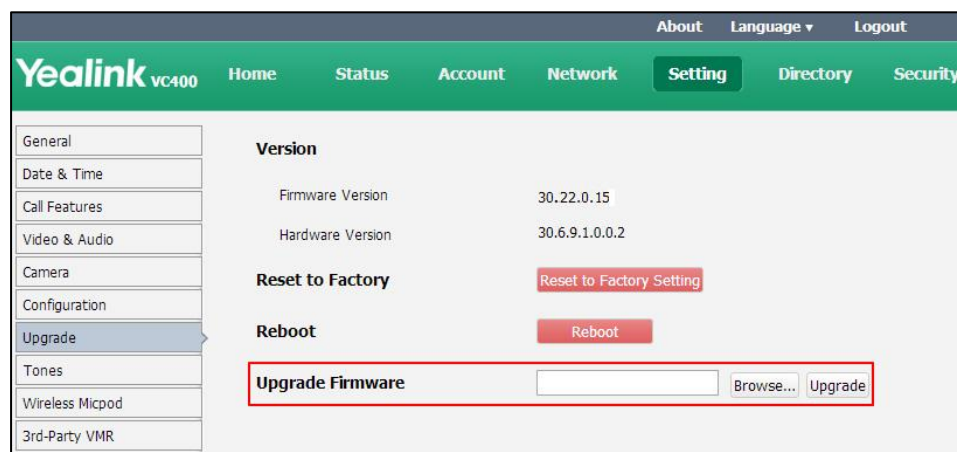 About Language ▾ Logout
Yealink VC400 Home Status Account Network Setting Directory Security
General
Date & Time
Call Features
Video & Audio
Camera
Configuration
Upgrade
Tones
Wireless Micpod
3rd-Party VMR
Version
Firmware Version 30.22.0.15
Hardware Version 30.6.9.1.0.0.2
Reset to Factory Reset to Factory Setting
Reboot Reboot
Upgrade Firmware Browse... Upgrade